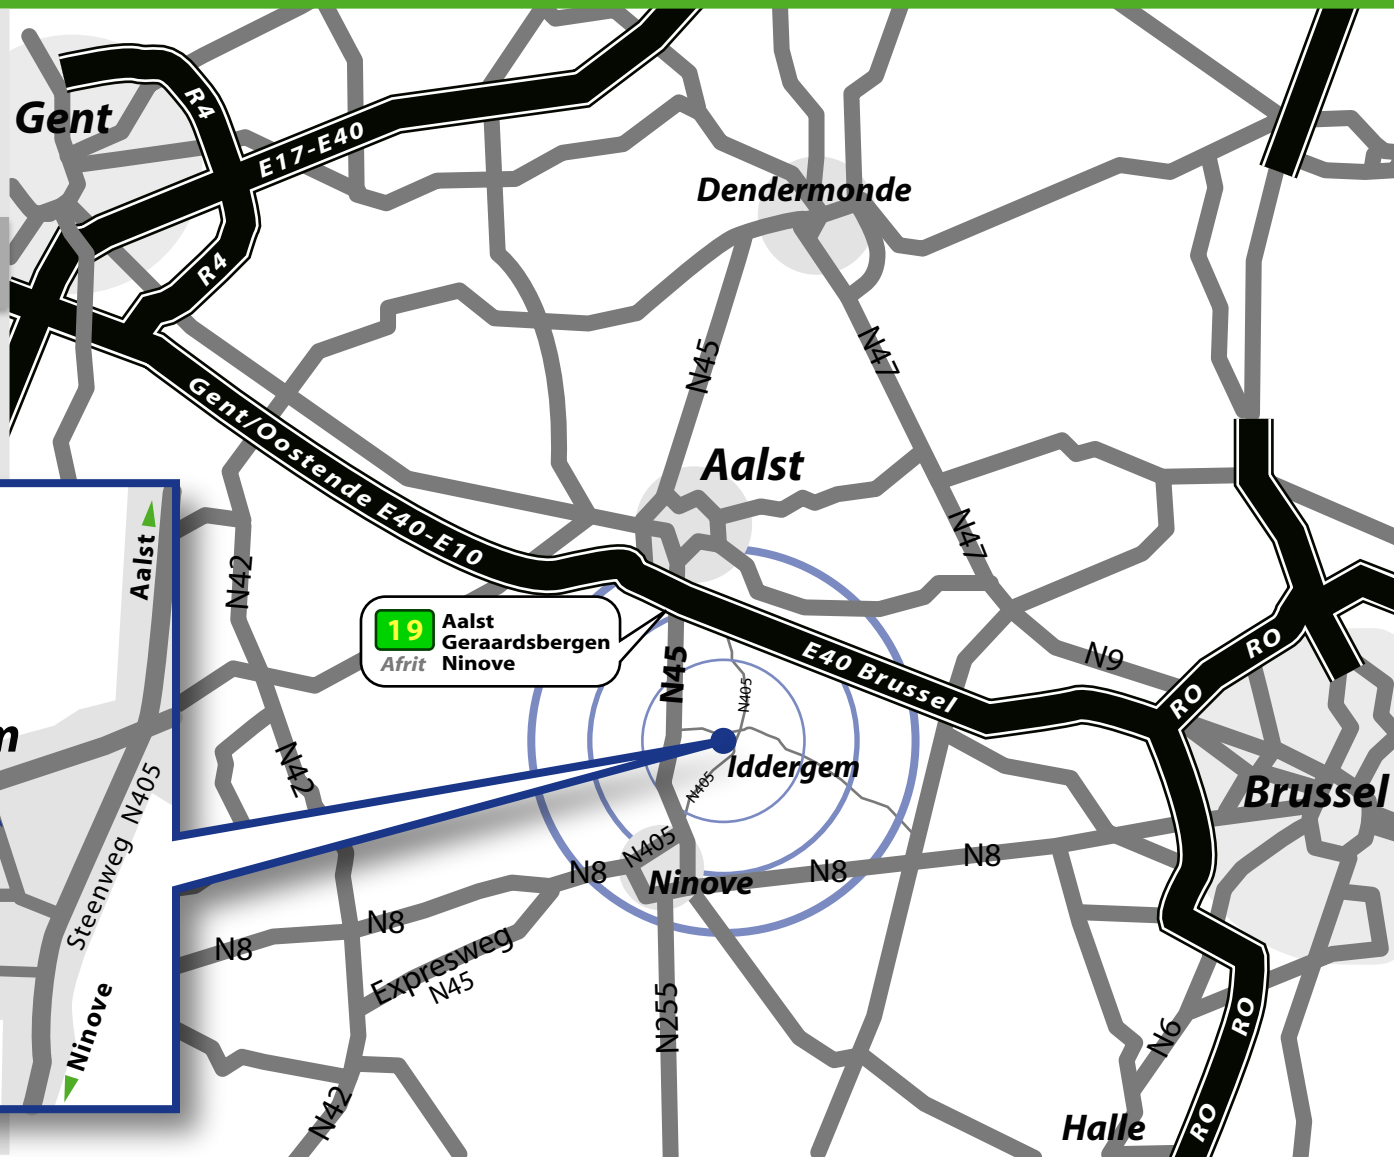 Gent
R4
E17-E40
R4
Dendermonde
N45
N47
Gent/Oostende E40-E10
Aalst
N47
N42
Aalst
19
Afrit
Aalst
Geraardsbergen
Ninove
N45
N405
E40 Brussel
N9
RO
RO
N42
Iddergem
N405
Brussel
Steenweg N405
N405
N8
Ninove
N8
N8
N8
N8
Expresweg
N45
Ninove
N255
N6
RO
N42
Halle
RO